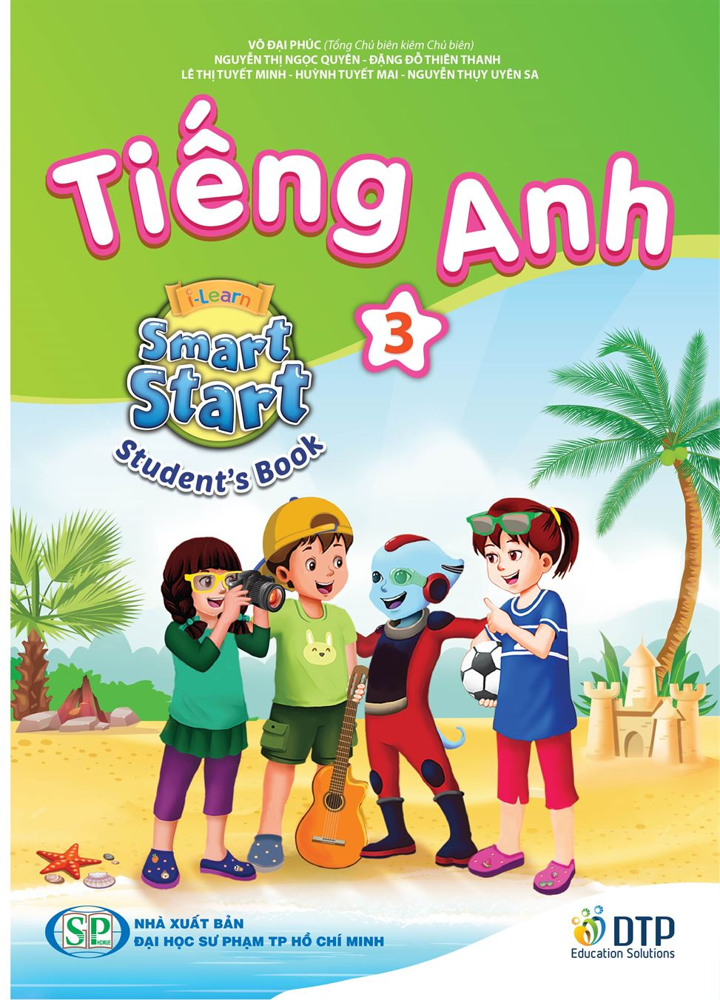 VÕ ĐẠI PHÚC (Tổng Chủ biên kiêm Chủ biên)
NGUYỄN THỊ NGỌC QUYÊN - ĐẶNG ĐỖ THIÊN THANH
LÊ THỊ TUYẾT MINH - HUỲNH TUYẾT MAI - NGUYỄN THỤY UYÊN SA
Tiếng Anh
i-Learn
Smart
Start
3
Student's Book
SP
HCMUE
NHÀ XUẤT BẢN
ĐẠI HỌC SƯ PHẠM TP HỒ CHÍ MINH
DTP
Education Solutions